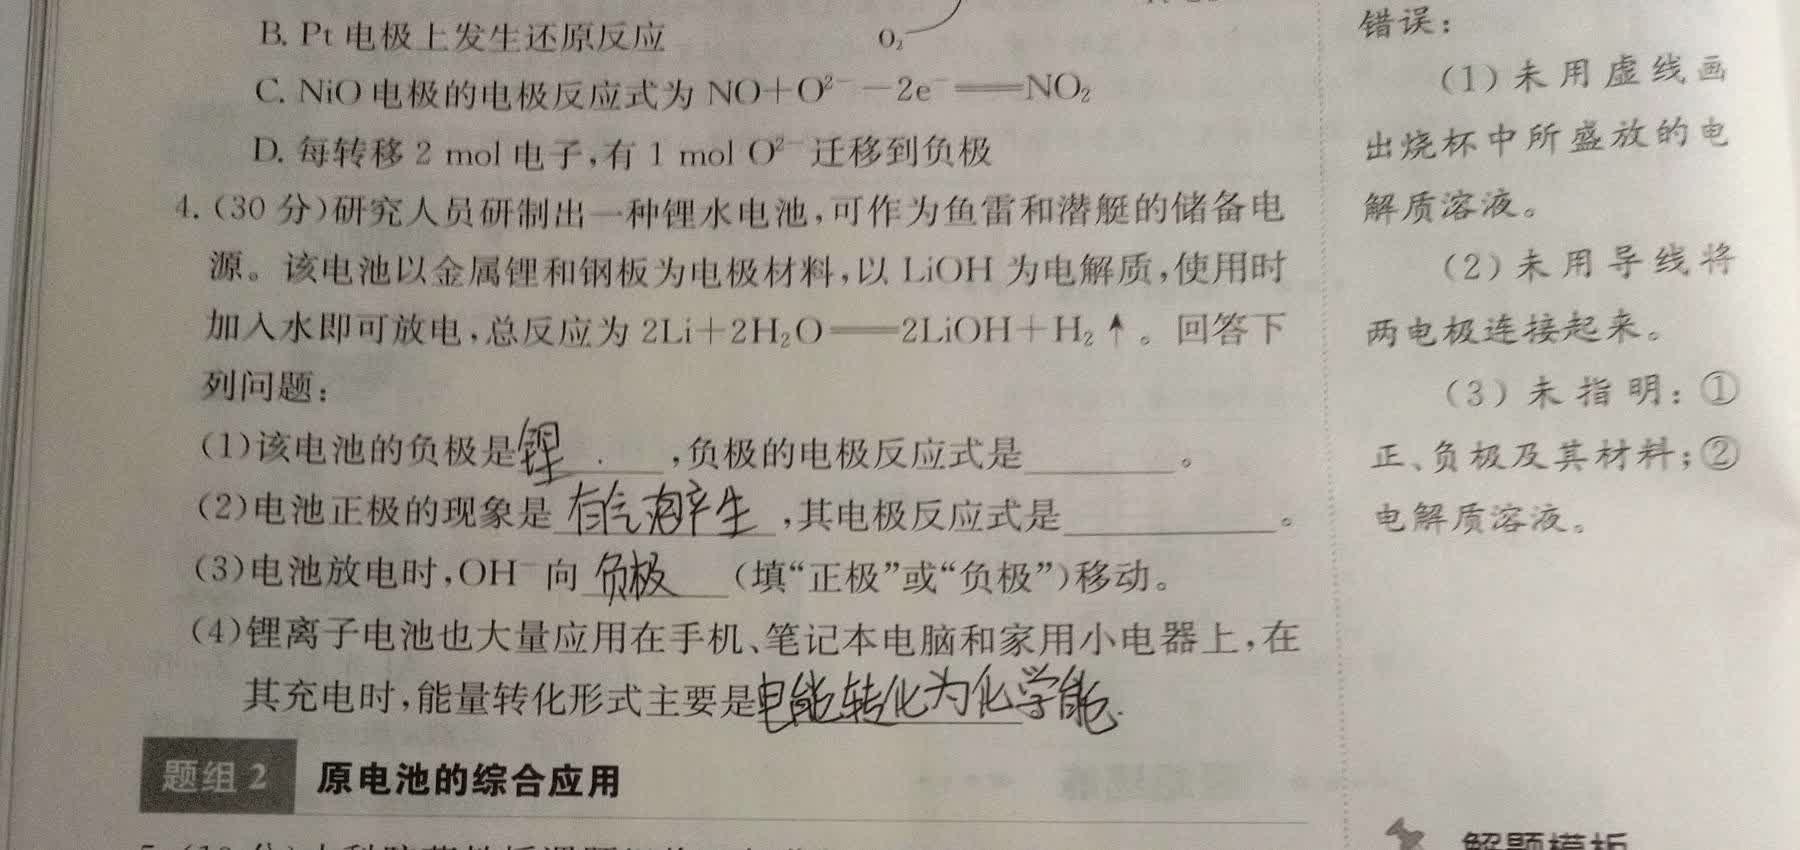 B. Pt 电极上发生还原反应
O₂
C. NiO 电极的电极反应式为 NO+O²⁻−2e⁻══NO₂
D. 每转移 2 mol 电子,有 1 mol O²⁻ 迁移到负极
4. (30 分)研究人员研制出一种锂水电池,可作为鱼雷和潜艇的储备电
源。该电池以金属锂和钢板为电极材料,以 LiOH 为电解质,使用时
加入水即可放电,总反应为 2Li+2H₂O══2LiOH+H₂↑。回答下
列问题:
(1)该电池的负极是锂,负极的电极反应式是________。
(2)电池正极的现象是有气泡产生,其电极反应式是________。
(3)电池放电时,OH⁻ 向负极(填“正极”或“负极”)移动。
(4)锂离子电池也大量应用在手机、笔记本电脑和家用小电器上,在
其充电时,能量转化形式主要是电能转化为化学能.
题组 2 原电池的综合应用
错误:
(1)未用虚线画
出烧杯中所盛放的电
解质溶液。
(2)未用导线将
两电极连接起来。
(3)未指明:①
正、负极及其材料;②
电解质溶液。
解题模板